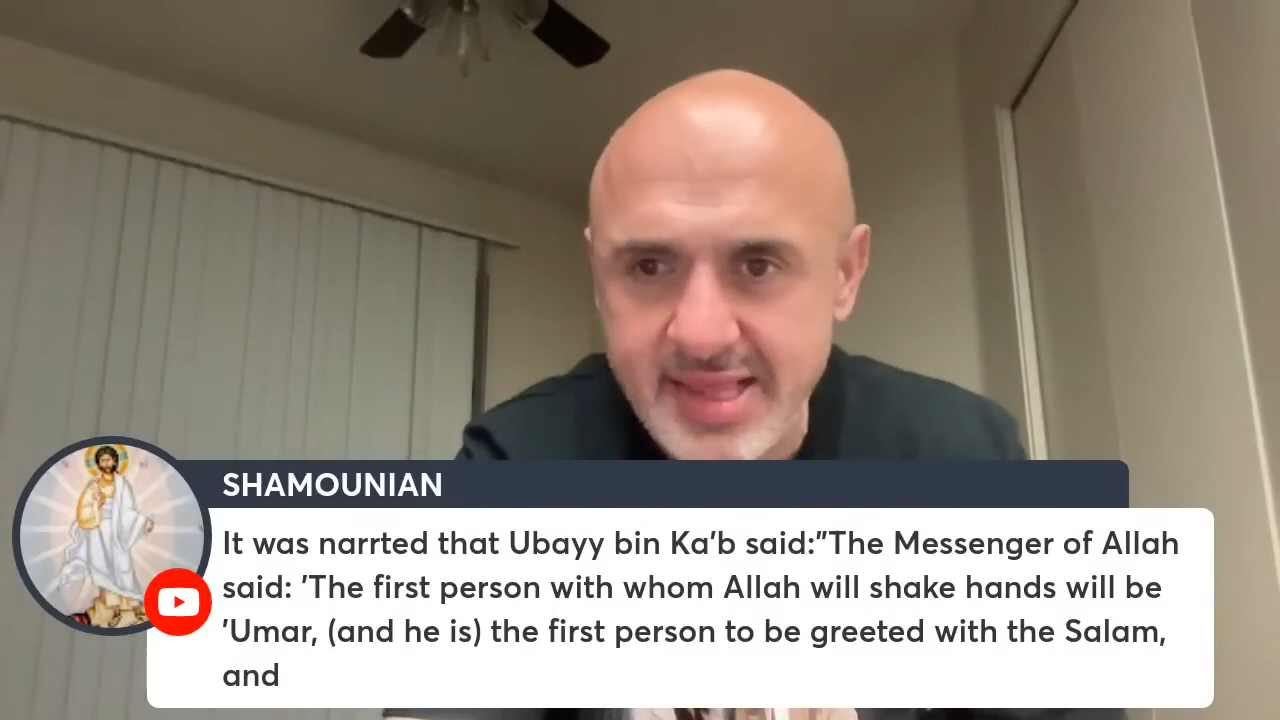 SHAMOUNIAN
It was narrted that Ubayy bin Ka'b said:"The Messenger of Allah
said: 'The first person with whom Allah will shake hands will be
'Umar, (and he is) the first person to be greeted with the Salam,
and